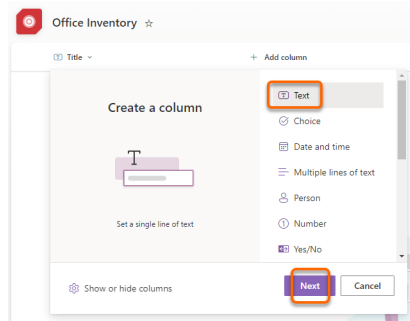 Office Inventory
Title
+ Add column
Create a column
T
Set a single line of text
Text
Choice
Date and time
Multiple lines of text
Person
Number
Yes/No
Show or hide columns
Next
Cancel